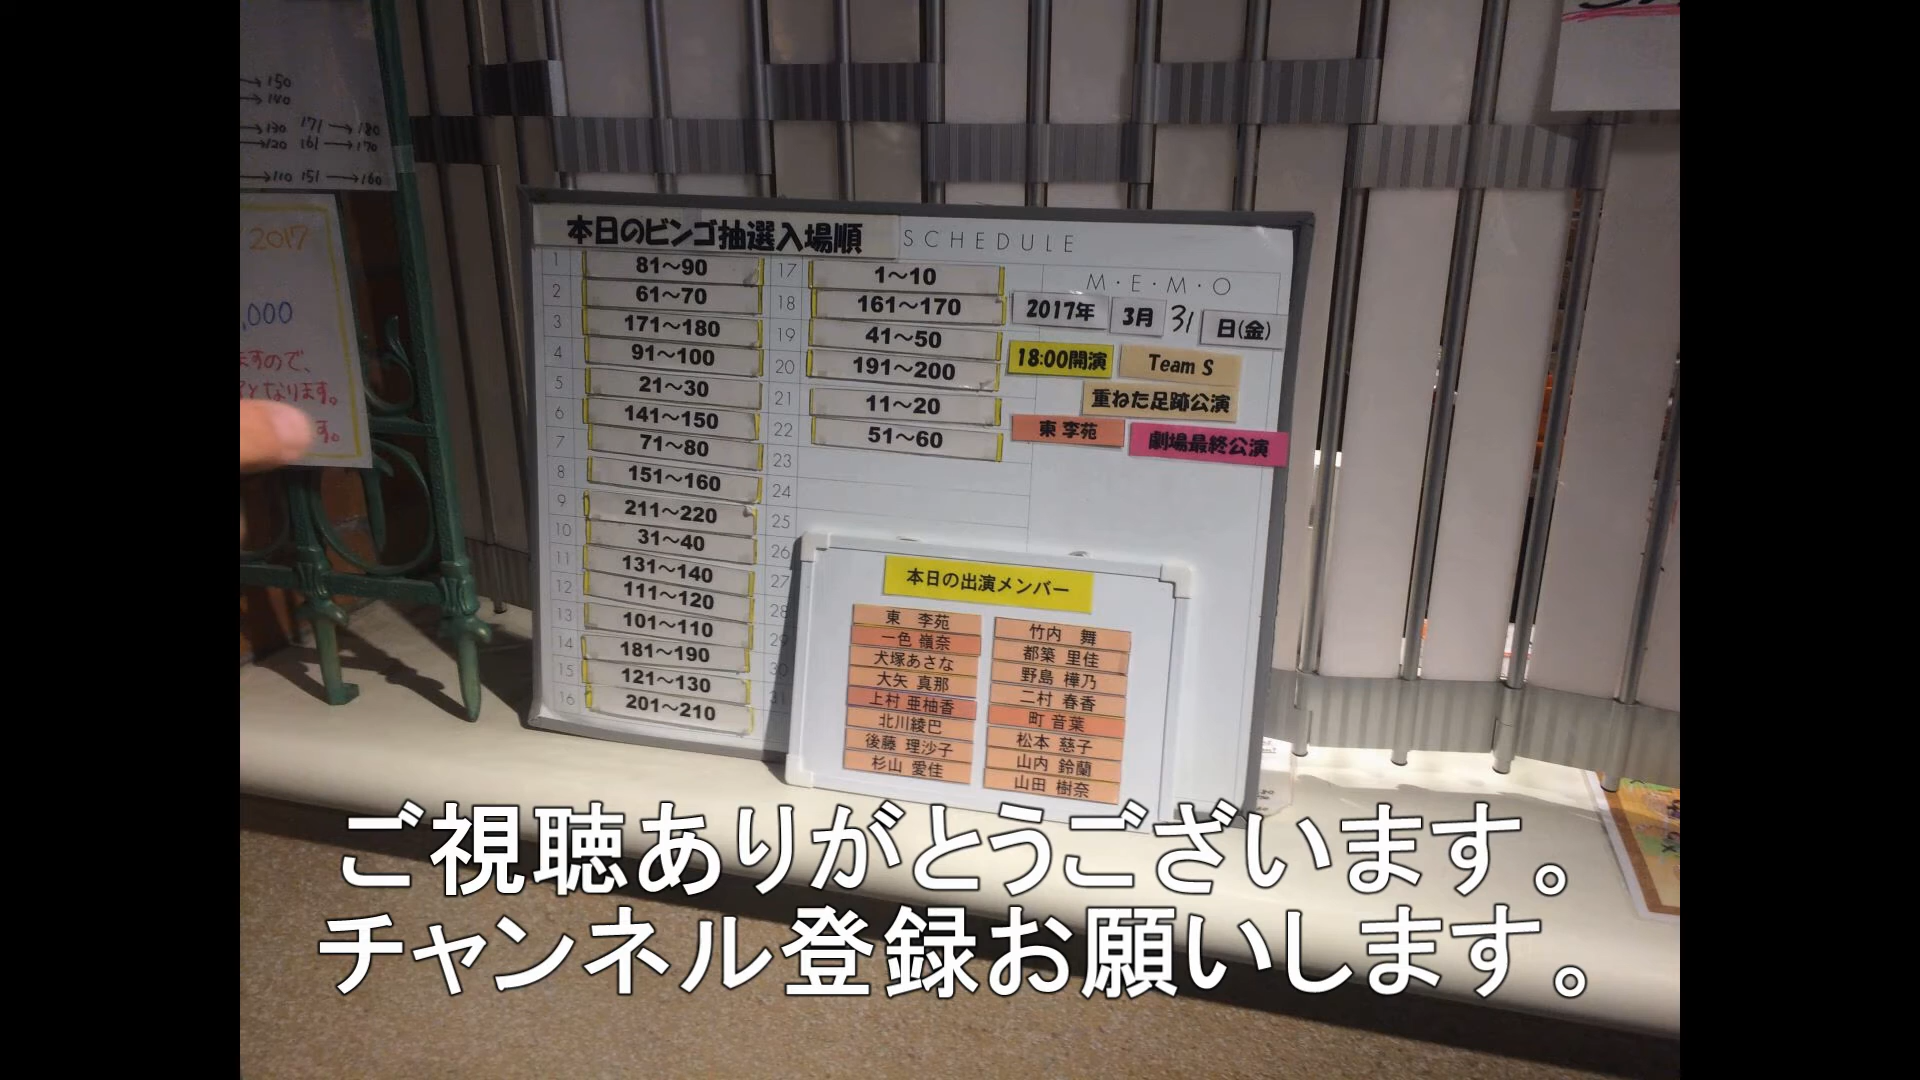 →150
→140
→130 171→180
→120 161→170
→110 151→160
2017
,000
ますので、
となります。
す。
本日のビンゴ抽選入場順
SCHEDULE
M・E・M・O
1 81～90
2 61～70
3 171～180
4 91～100
5 21～30
6 141～150
7 71～80
8 151～160
9 211～220
10 31～40
11 131～140
12 111～120
13 101～110
14 181～190
15 121～130
16 201～210
17 1～10
18 161～170
19 41～50
20 191～200
21 11～20
22 51～60
23
24
25
26
27
28
29
30
31
2017年 3月 31 日(金)
18:00開演 Team S
重ねた足跡公演
東 李苑 劇場最終公演
本日の出演メンバー
東 李苑
一色 嶺奈
犬塚あさな
大矢 真那
上村 亜柚香
北川綾巴
後藤 理沙子
杉山 愛佳
竹内 舞
都築 里佳
野島 樺乃
二村 春香
町 音葉
松本 慈子
山内 鈴蘭
山田 樹奈
ご視聴ありがとうございます。
チャンネル登録お願いします。